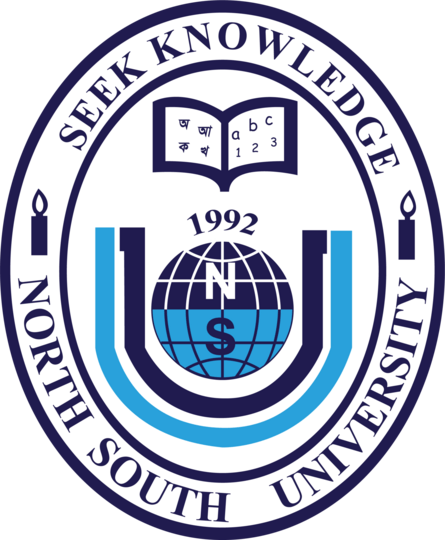 SEEK KNOWLEDGE
অ আ a b c
ক খ 1 2 3
1992
N
S
NORTH SOUTH UNIVERSITY